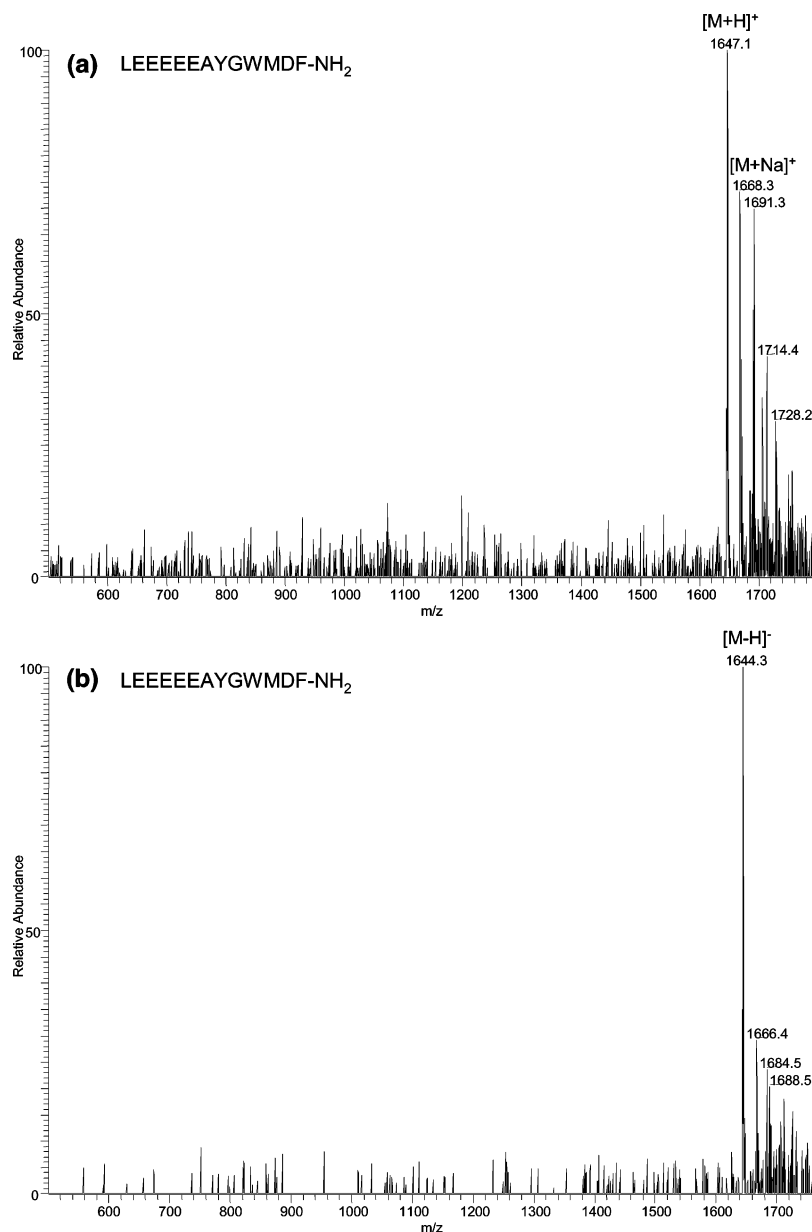 [M+H]+
1647.1
100
(a) LEEEEEAYGWMDF-NH2
[M+Na]+
1668.3
1691.3
Relative Abundance
50
1714.4
1728.2
0
600 700 800 900 1000 1100 1200 1300 1400 1500 1600 1700
m/z
[M-H]-
1644.3
100
(b) LEEEEEAYGWMDF-NH2
Relative Abundance
50
1666.4
1684.5
1688.5
0
600 700 800 900 1000 1100 1200 1300 1400 1500 1600 1700
m/z